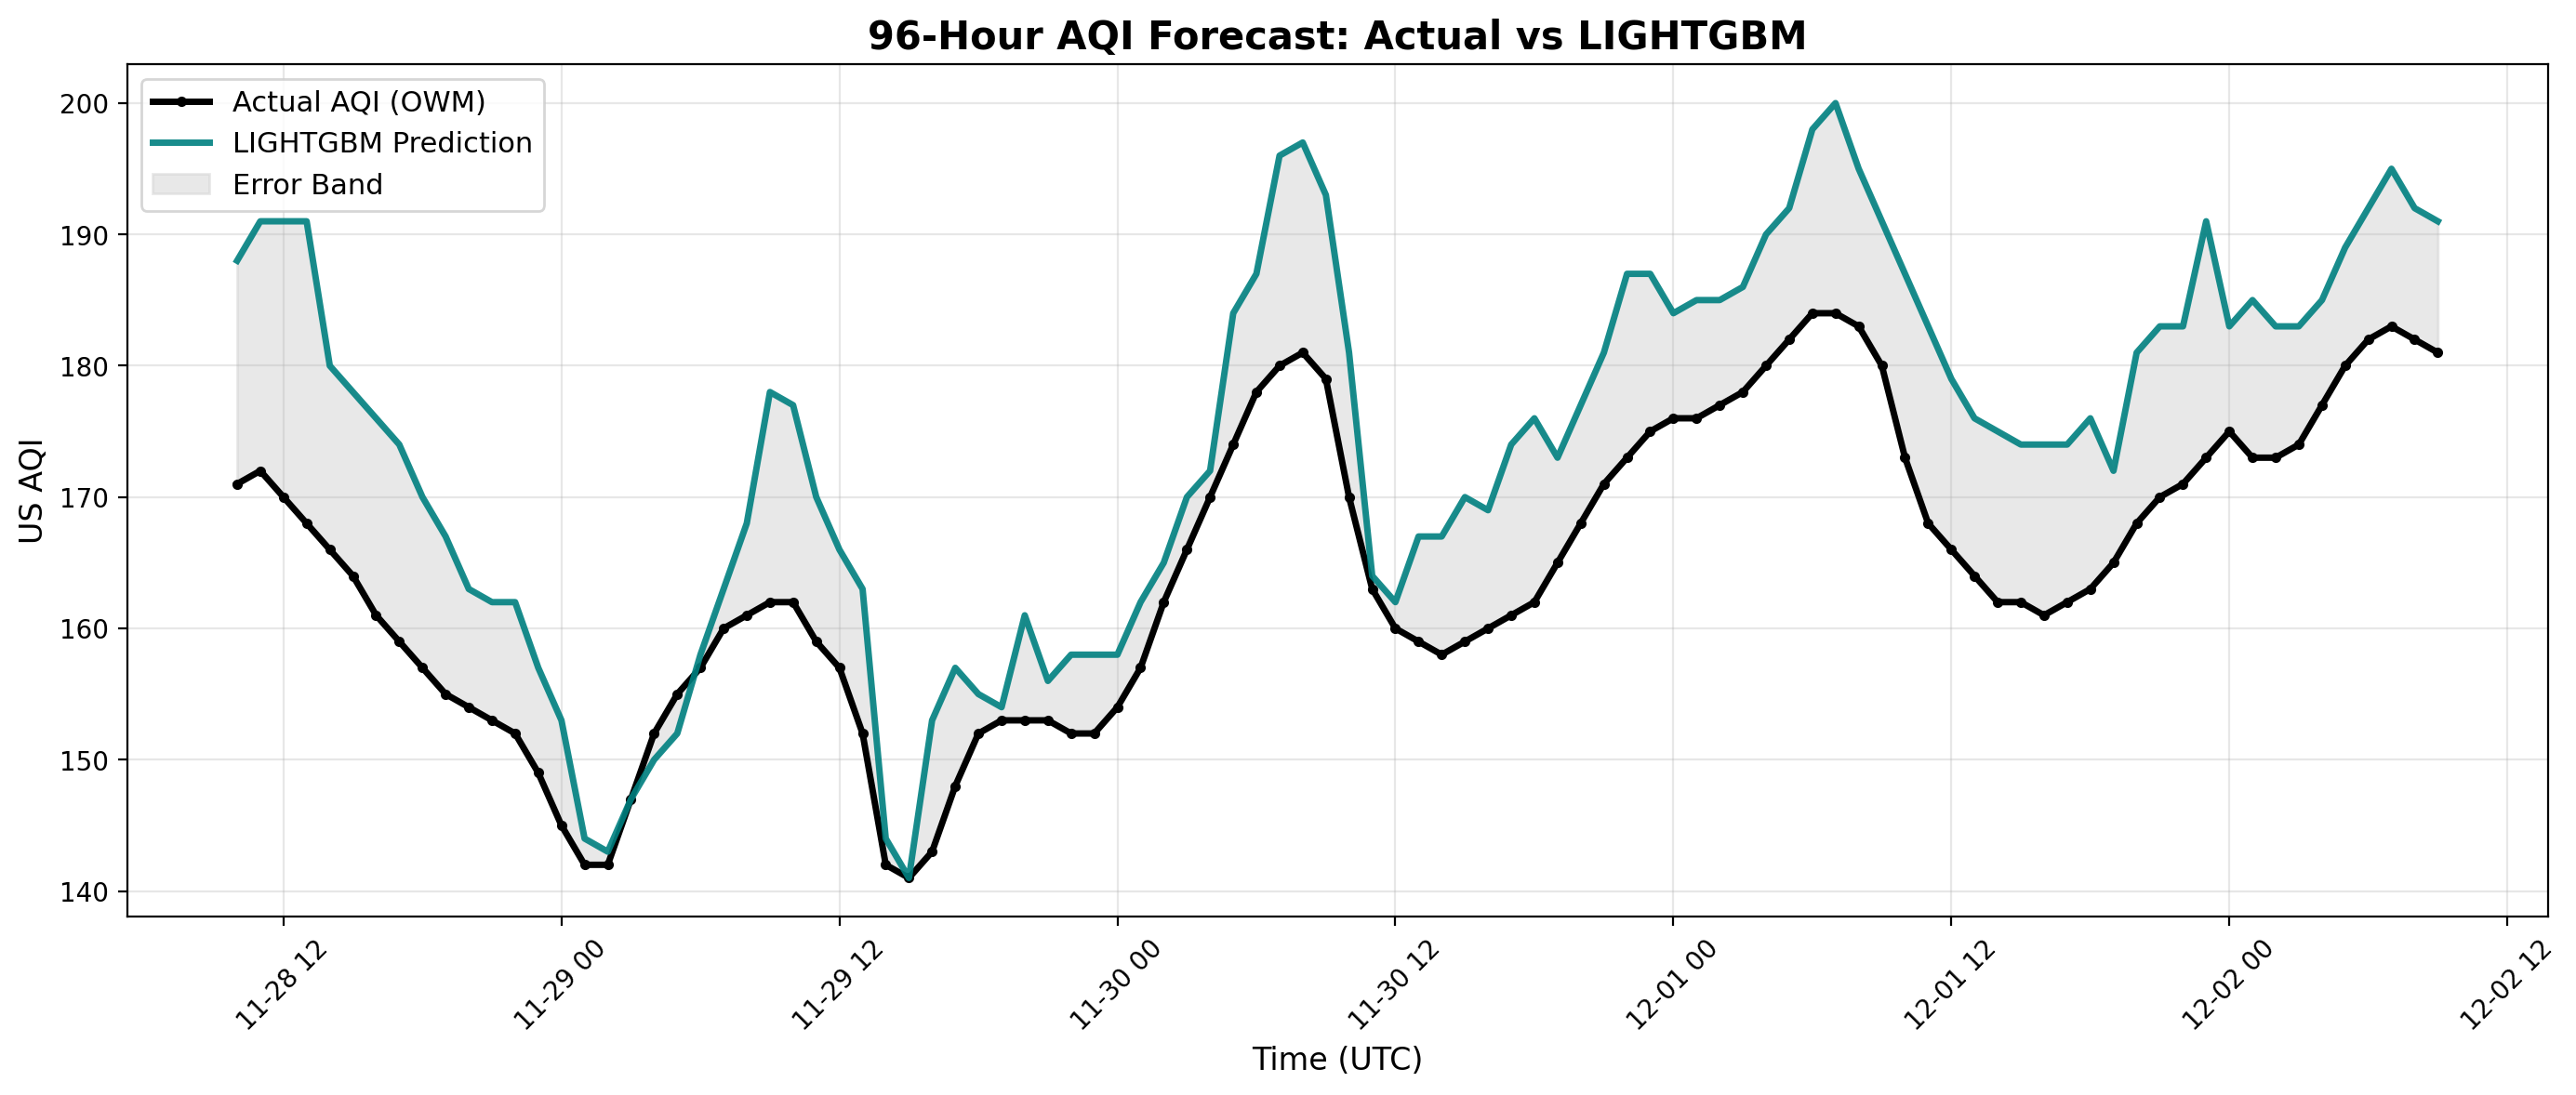 96-Hour AQI Forecast: Actual vs LIGHTGBM
Actual AQI (OWM)
LIGHTGBM Prediction
Error Band
US AQI
200
190
180
170
160
150
140
11-28 12
11-29 00
11-29 12
11-30 00
11-30 12
12-01 00
12-01 12
12-02 00
12-02 12
Time (UTC)